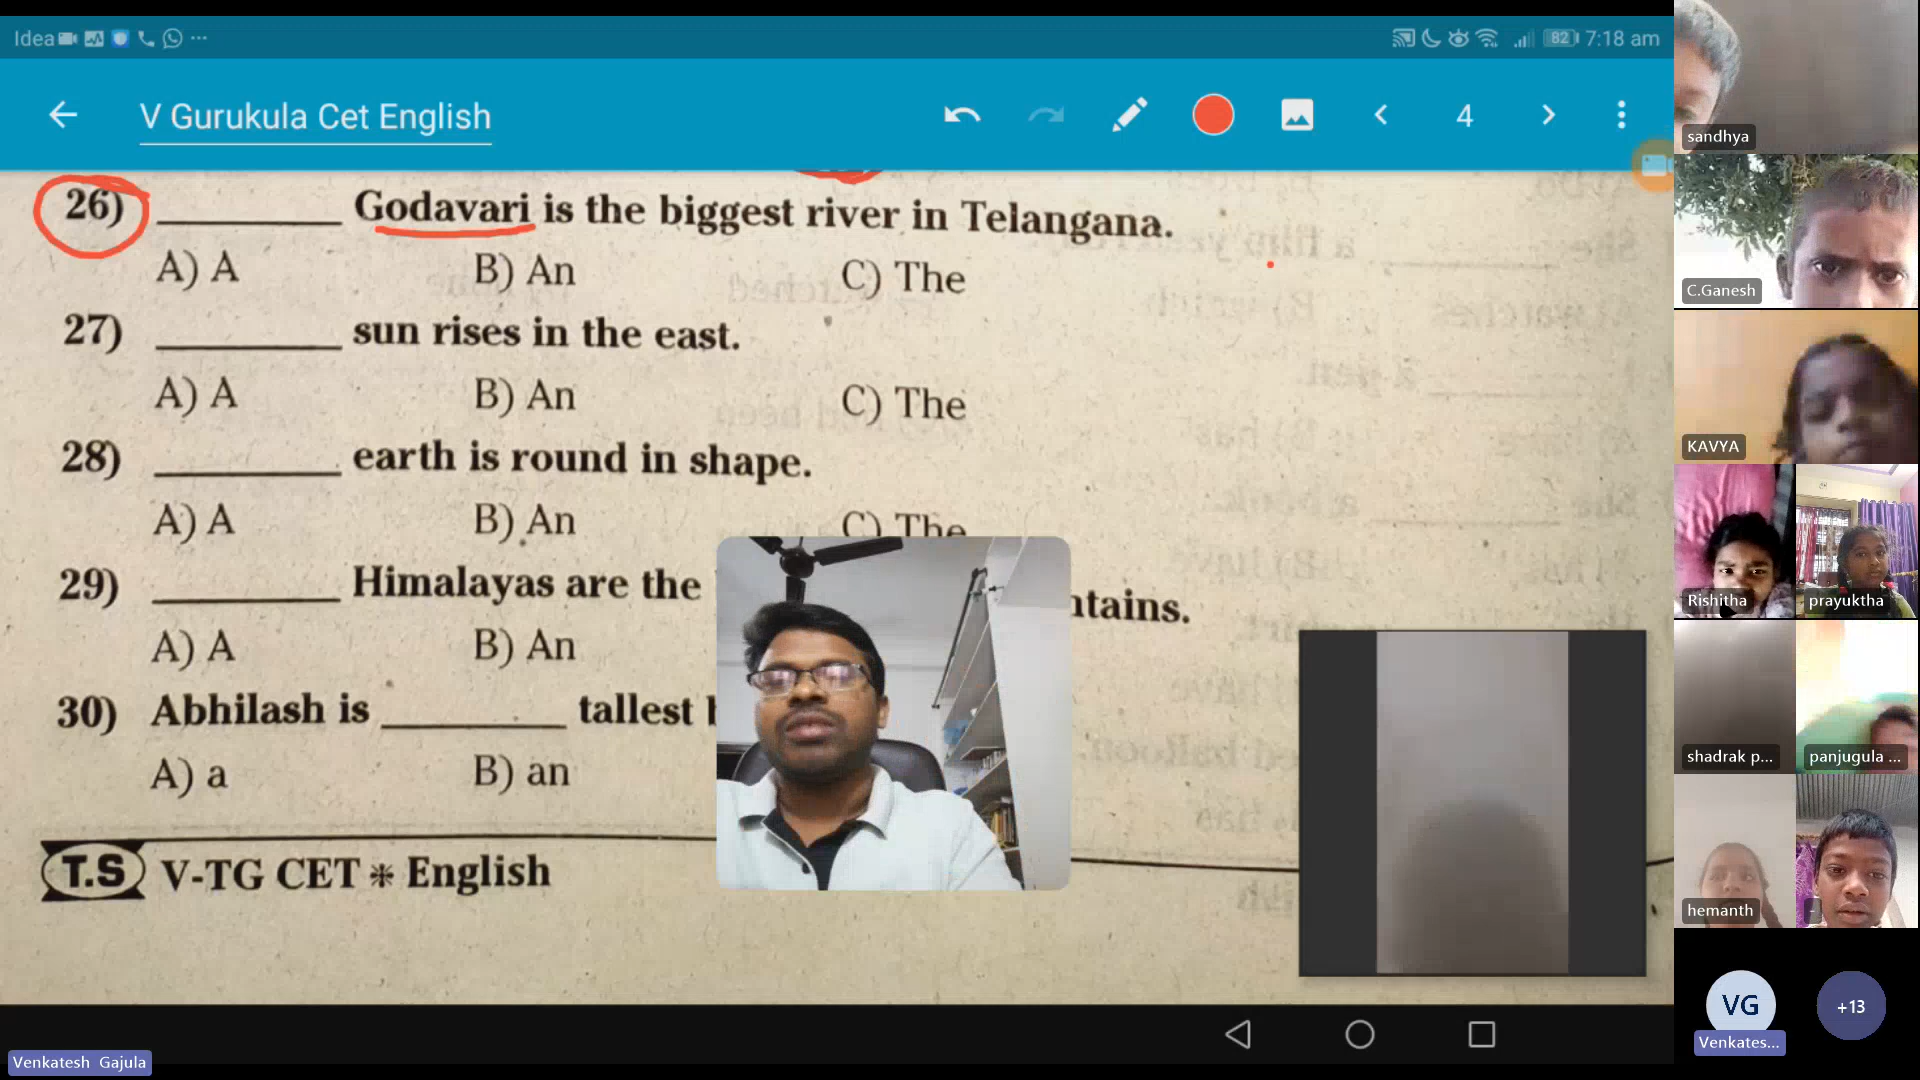 Idea
82 7:18 am
V Gurukula Cet English
4
26) ________ Godavari is the biggest river in Telangana.
A) A B) An C) The
27) ________ sun rises in the east.
A) A B) An C) The
28) ________ earth is round in shape.
A) A B) An C) The
29) ________ Himalayas are the ntains.
A) A B) An
30) Abhilash is ________ tallest
A) a B) an
T.S V-TG CET * English
sandhya
C.Ganesh
KAVYA
Rishitha
prayuktha
shadrak p...
panjugula ...
hemanth
-
VG
+13
Venkates...
Venkatesh Gajula